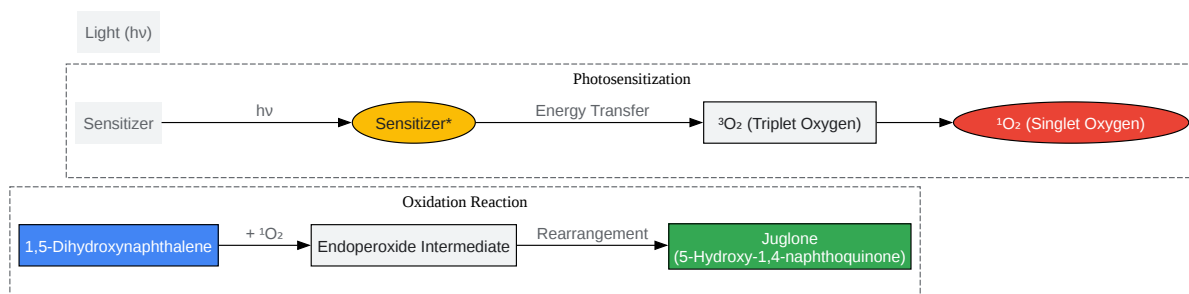 Light (hν)
Photosensitization
Sensitizer
hν
Sensitizer*
Energy Transfer
³O₂ (Triplet Oxygen)
¹O₂ (Singlet Oxygen)
Oxidation Reaction
1,5-Dihydroxynaphthalene
+ ¹O₂
Endoperoxide Intermediate
Rearrangement
Juglone
(5-Hydroxy-1,4-naphthoquinone)